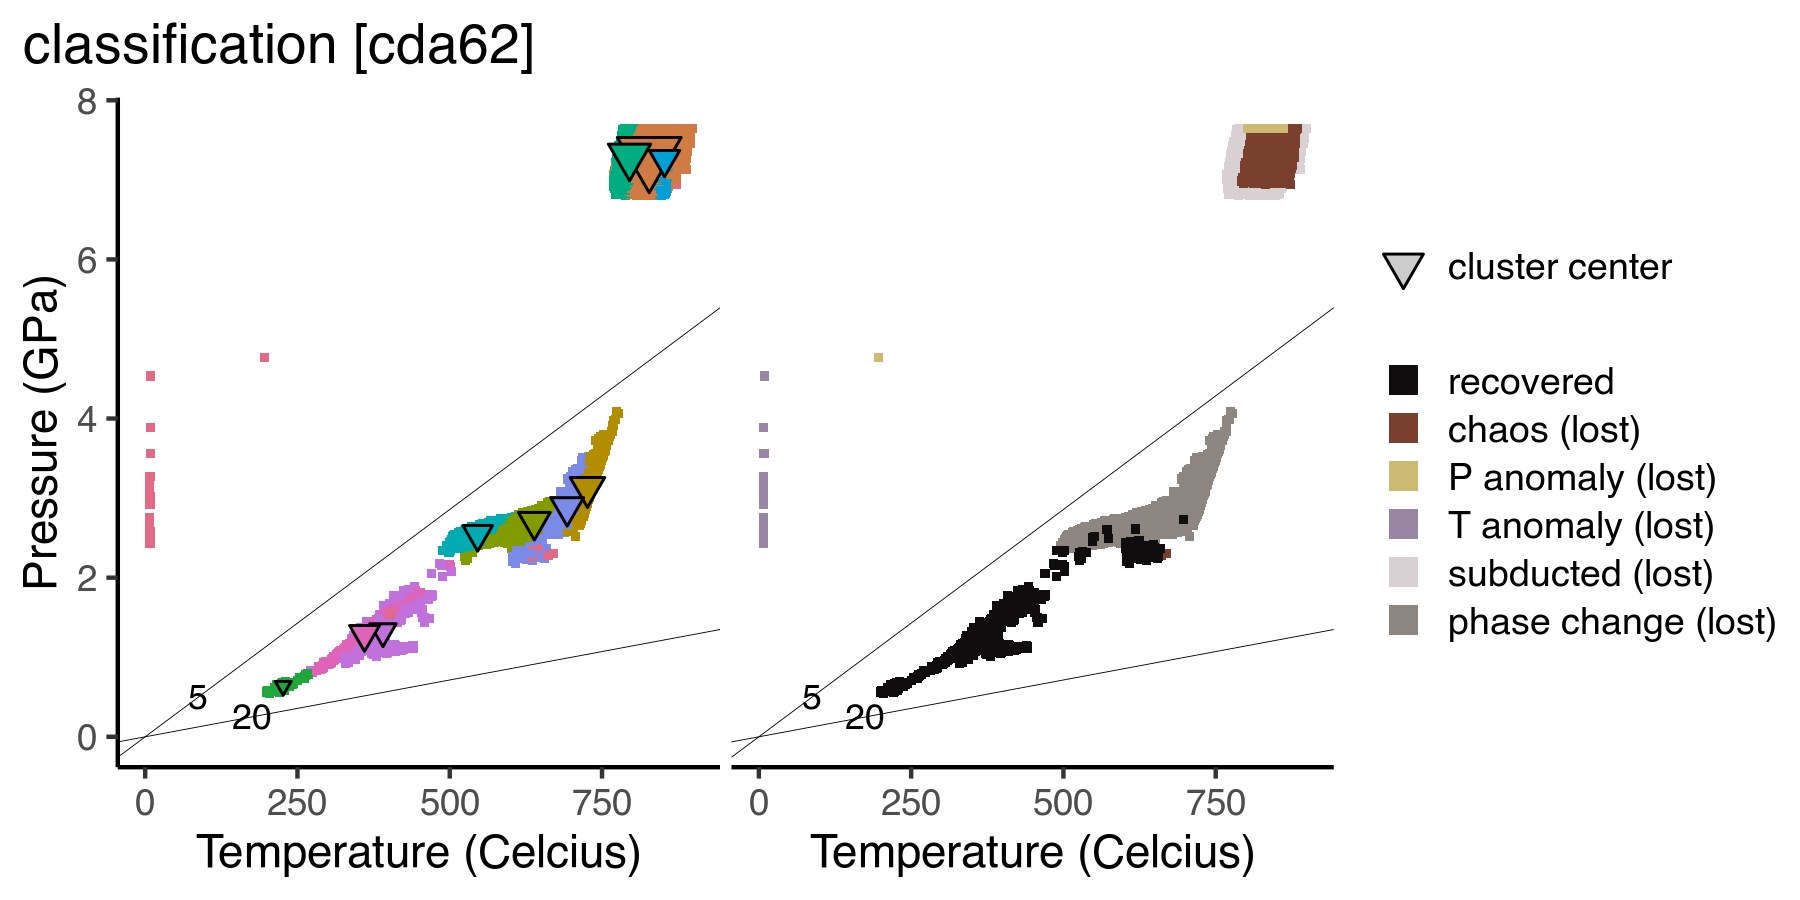 classification [cda62]
Pressure (GPa)
8
6
4
2
0
5
20
0 250 500 750
Temperature (Celcius)
5
20
0 250 500 750
Temperature (Celcius)
cluster center
recovered
chaos (lost)
P anomaly (lost)
T anomaly (lost)
subducted (lost)
phase change (lost)